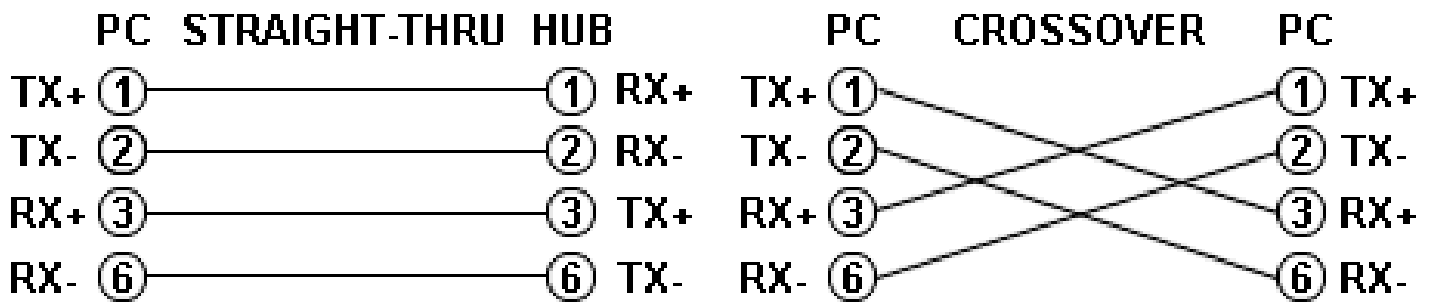 PC STRAIGHT-THRU HUB PC CROSSOVER PC
TX+ 1 1 RX+ TX+ 1 1 TX+
TX- 2 2 RX- TX- 2 2 TX-
RX+ 3 3 TX+ RX+ 3 3 RX+
RX- 6 6 TX- RX- 6 6 RX-